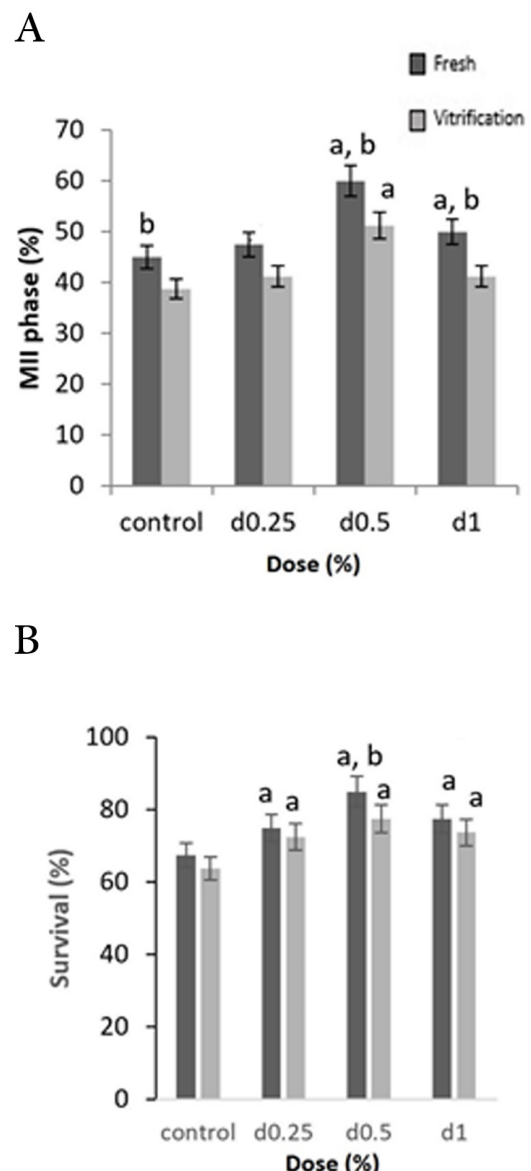 A
Fresh
Vitrification
70
60
50
40
30
20
10
0
MII phase (%)
b
a, b
a
a, b
control d0.25 d0.5 d1
Dose (%)
B
100
80
60
40
20
0
Survival (%)
a a
a, b
a
a
a
control d0.25 d0.5 d1
Dose (%)